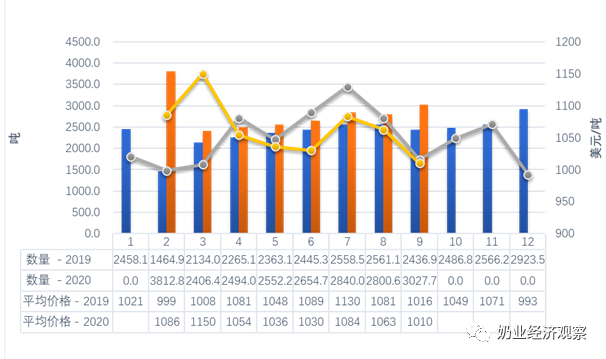 4500.0 1200
4000.0 1150
3500.0
3000.0 1100
2500.0 1050
2000.0 1000
1500.0
1000.0 950
500.0
0.0 900
吨
美元/吨
1 2 3 4 5 6 7 8 9 10 11 12
数量 - 2019 2458.1 1464.9 2134.0 2265.1 2363.1 2445.3 2558.5 2561.1 2436.9 2486.8 2566.2 2923.5
数量 - 2020 0.0 3812.8 2406.4 2494.0 2552.2 2654.7 2840.0 2800.6 3027.7 0.0 0.0 0.0
平均价格 - 2019 1021 999 1008 1081 1048 1089 1130 1081 1016 1049 1071 993
平均价格 - 2020 1086 1150 1054 1036 1030 1084 1063 1010
奶业经济观察